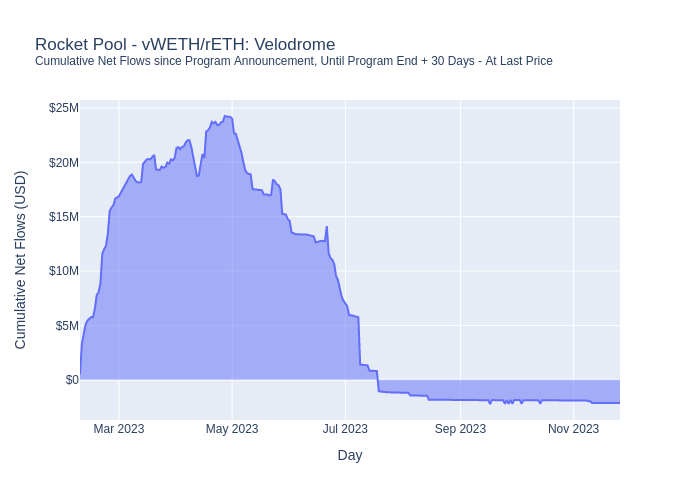 Rocket Pool - vWETH/rETH: Velodrome
Cumulative Net Flows since Program Announcement, Until Program End + 30 Days - At Last Price
Cumulative Net Flows (USD)
$25M
$20M
$15M
$10M
$5M
$0
Mar 2023
May 2023
Jul 2023
Sep 2023
Nov 2023
Day